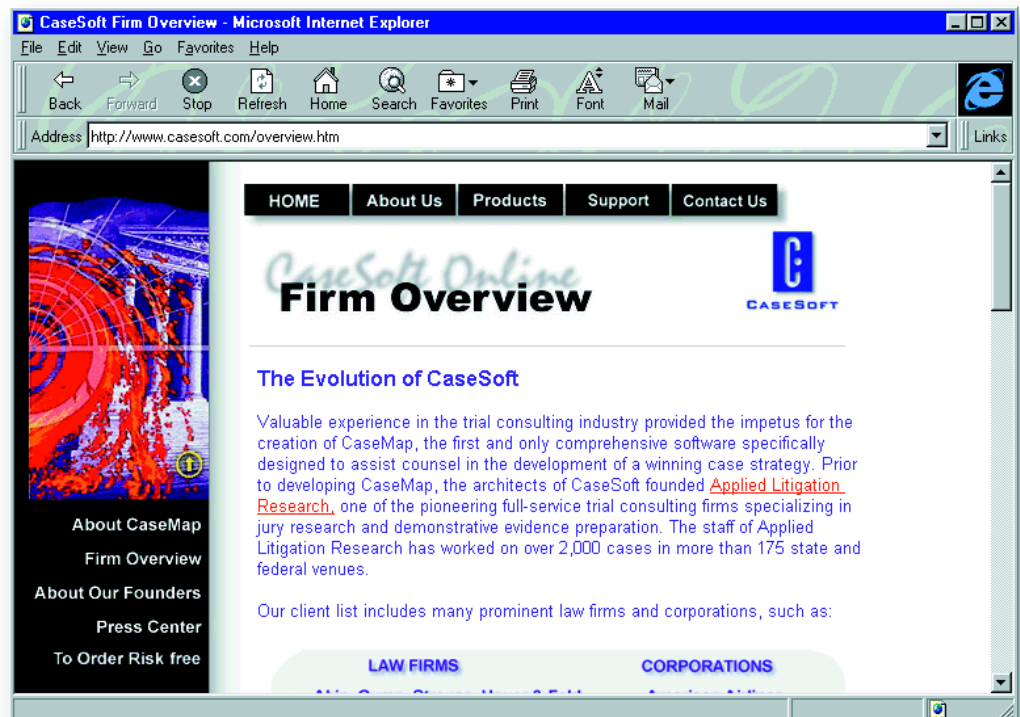 CaseSoft Firm Overview - Microsoft Internet Explorer
File Edit View Go Favorites Help
Back Forward Stop Refresh Home Search Favorites Print Font Mail
Address http://www.casesoft.com/overview.htm Links
HOME About Us Products Support Contact Us
CaseSoft Online
Firm Overview
CASESOFT
The Evolution of CaseSoft
Valuable experience in the trial consulting industry provided the impetus for the
creation of CaseMap, the first and only comprehensive software specifically
designed to assist counsel in the development of a winning case strategy. Prior
to developing CaseMap, the architects of CaseSoft founded Applied Litigation
Research, one of the pioneering full-service trial consulting firms specializing in
jury research and demonstrative evidence preparation. The staff of Applied
Litigation Research has worked on over 2,000 cases in more than 175 state and
federal venues.
Our client list includes many prominent law firms and corporations, such as:
LAW FIRMS CORPORATIONS
About CaseMap
Firm Overview
About Our Founders
Press Center
To Order Risk free